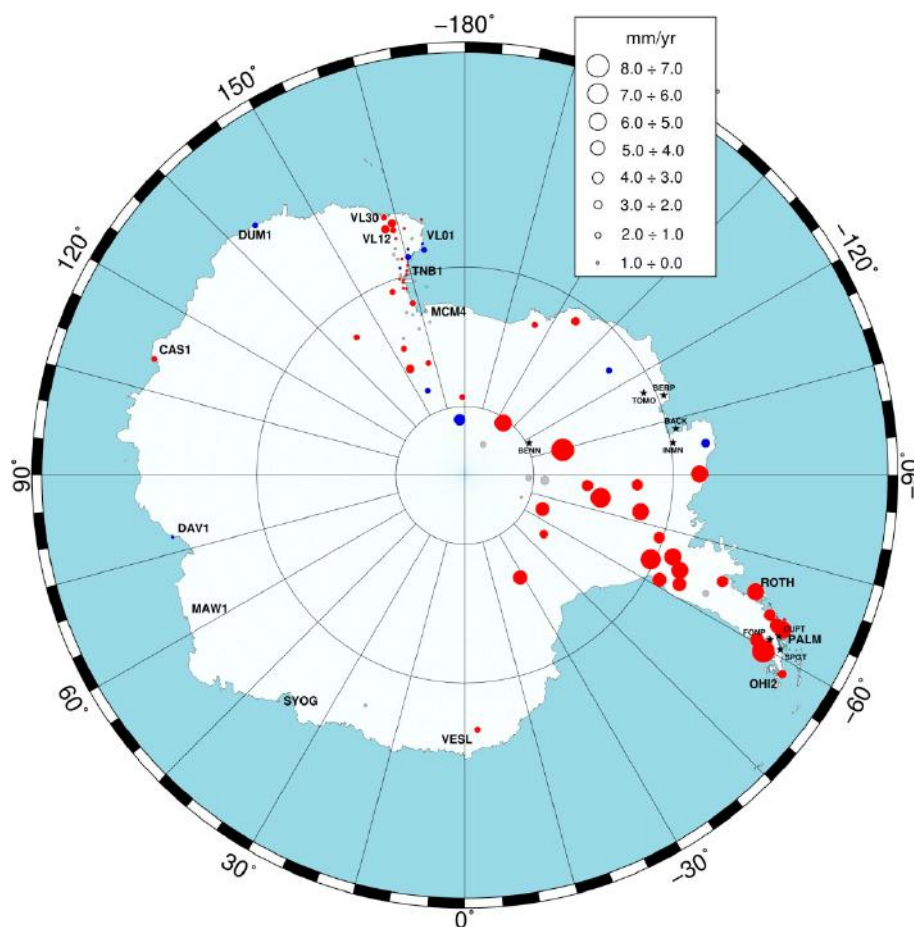 −180°
mm/yr
8.0 ÷ 7.0
7.0 ÷ 6.0
6.0 ÷ 5.0
5.0 ÷ 4.0
4.0 ÷ 3.0
3.0 ÷ 2.0
2.0 ÷ 1.0
1.0 ÷ 0.0
150°
−120°
120°
VL30
VL01
DUM1
VL12
TNB1
MCM4
CAS1
BERP
TOMO
BACK
BENN
INMN
90°
−90°
DAV1
ROTH
MAW1
DUPT
FONP
PALM
SPGT
OHI2
60°
−60°
SYOG
VESL
30°
−30°
0°